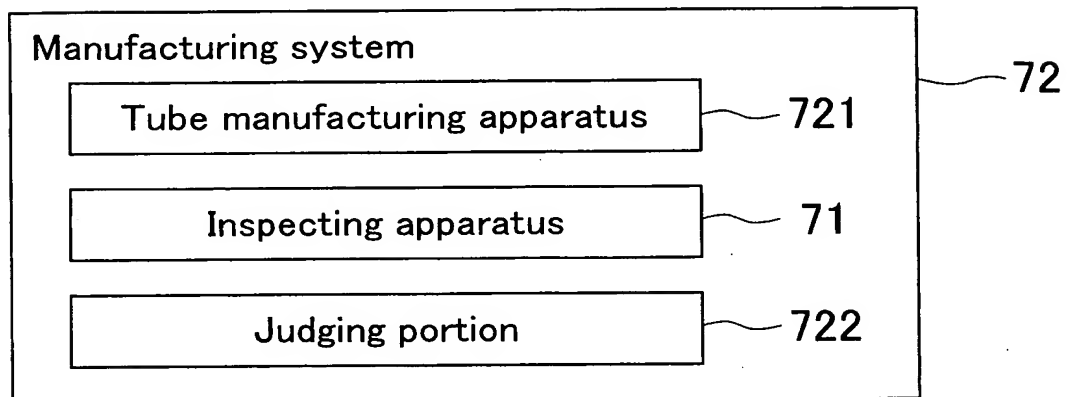 Manufacturing system
72
Tube manufacturing apparatus
721
Inspecting apparatus
71
Judging portion
722